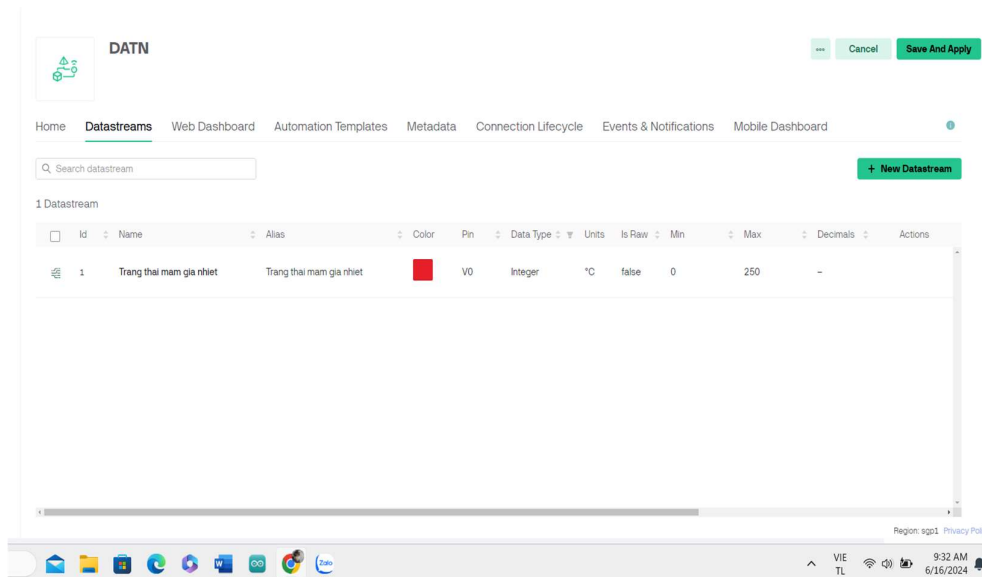 DATN
Cancel
Save And Apply
Home Datastreams Web Dashboard Automation Templates Metadata Connection Lifecycle Events & Notifications Mobile Dashboard
Search datastream
+ New Datastream
1 Datastream
Id Name Alias Color Pin Data Type Units Is Raw Min Max Decimals Actions
1 Trang thai mam gia nhiet Trang thai mam gia nhiet V0 Integer °C false 0 250 –
Region: sgp1 Privacy Poli
Zalo
VIE 9:32 AM
TL 6/16/2024